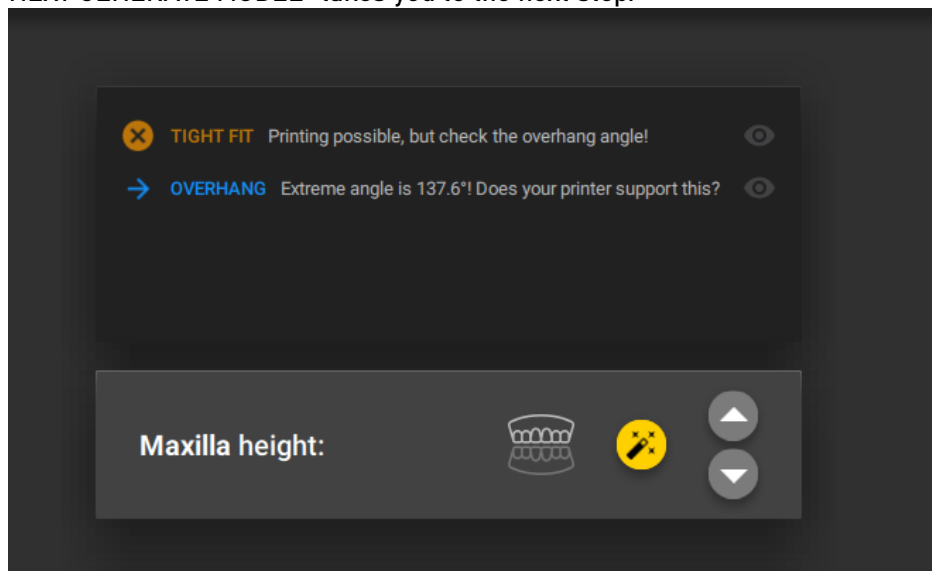 TIGHT FIT Printing possible, but check the overhang angle!
OVERHANG Extreme angle is 137.6°! Does your printer support this?
Maxilla height: